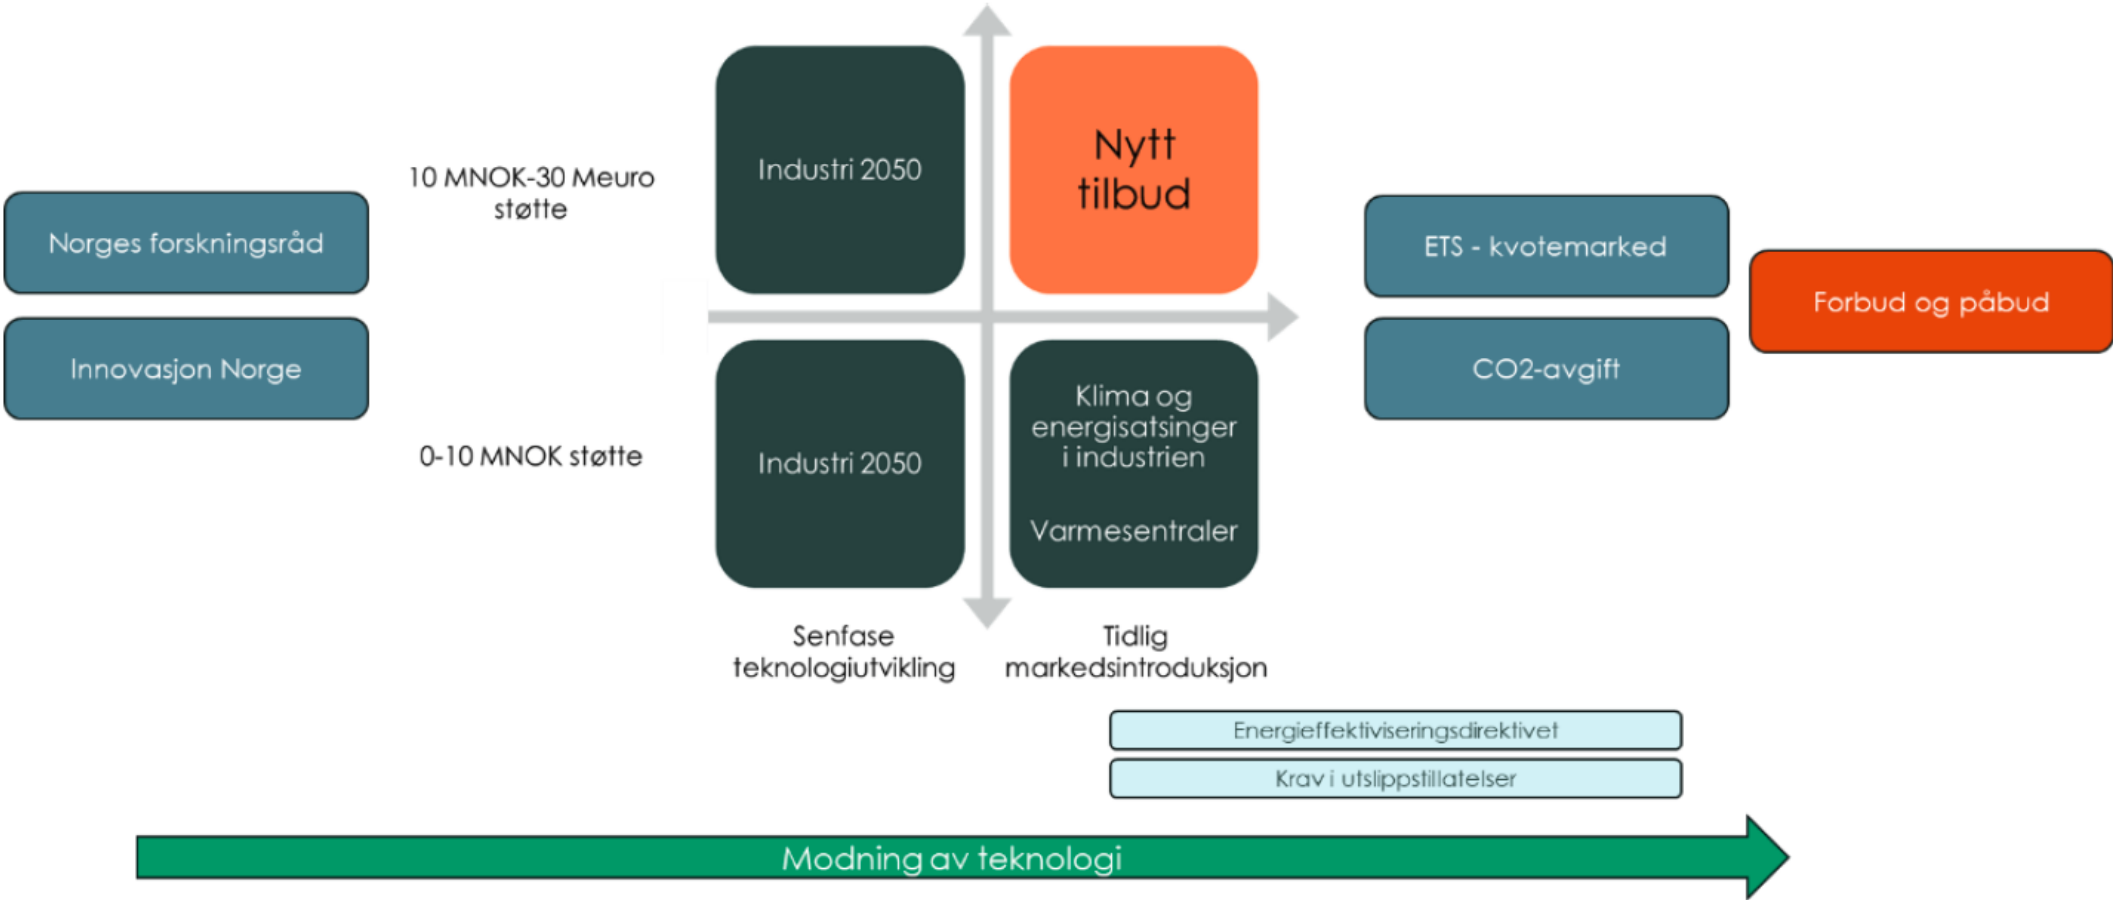 Norges forskningsråd
Innovasjon Norge
10 MNOK-30 Meuro
støtte
0-10 MNOK støtte
Industri 2050
Nytt
tilbud
Industri 2050
Klima og
energisatsinger
i industrien
Varmesentraler
Senfase
teknologiutvikling
Tidlig
markedsintroduksjon
ETS - kvotemarked
CO2-avgift
Forbud og påbud
Energieffektiviseringsdirektivet
Krav i utslippstillatelser
Modning av teknologi